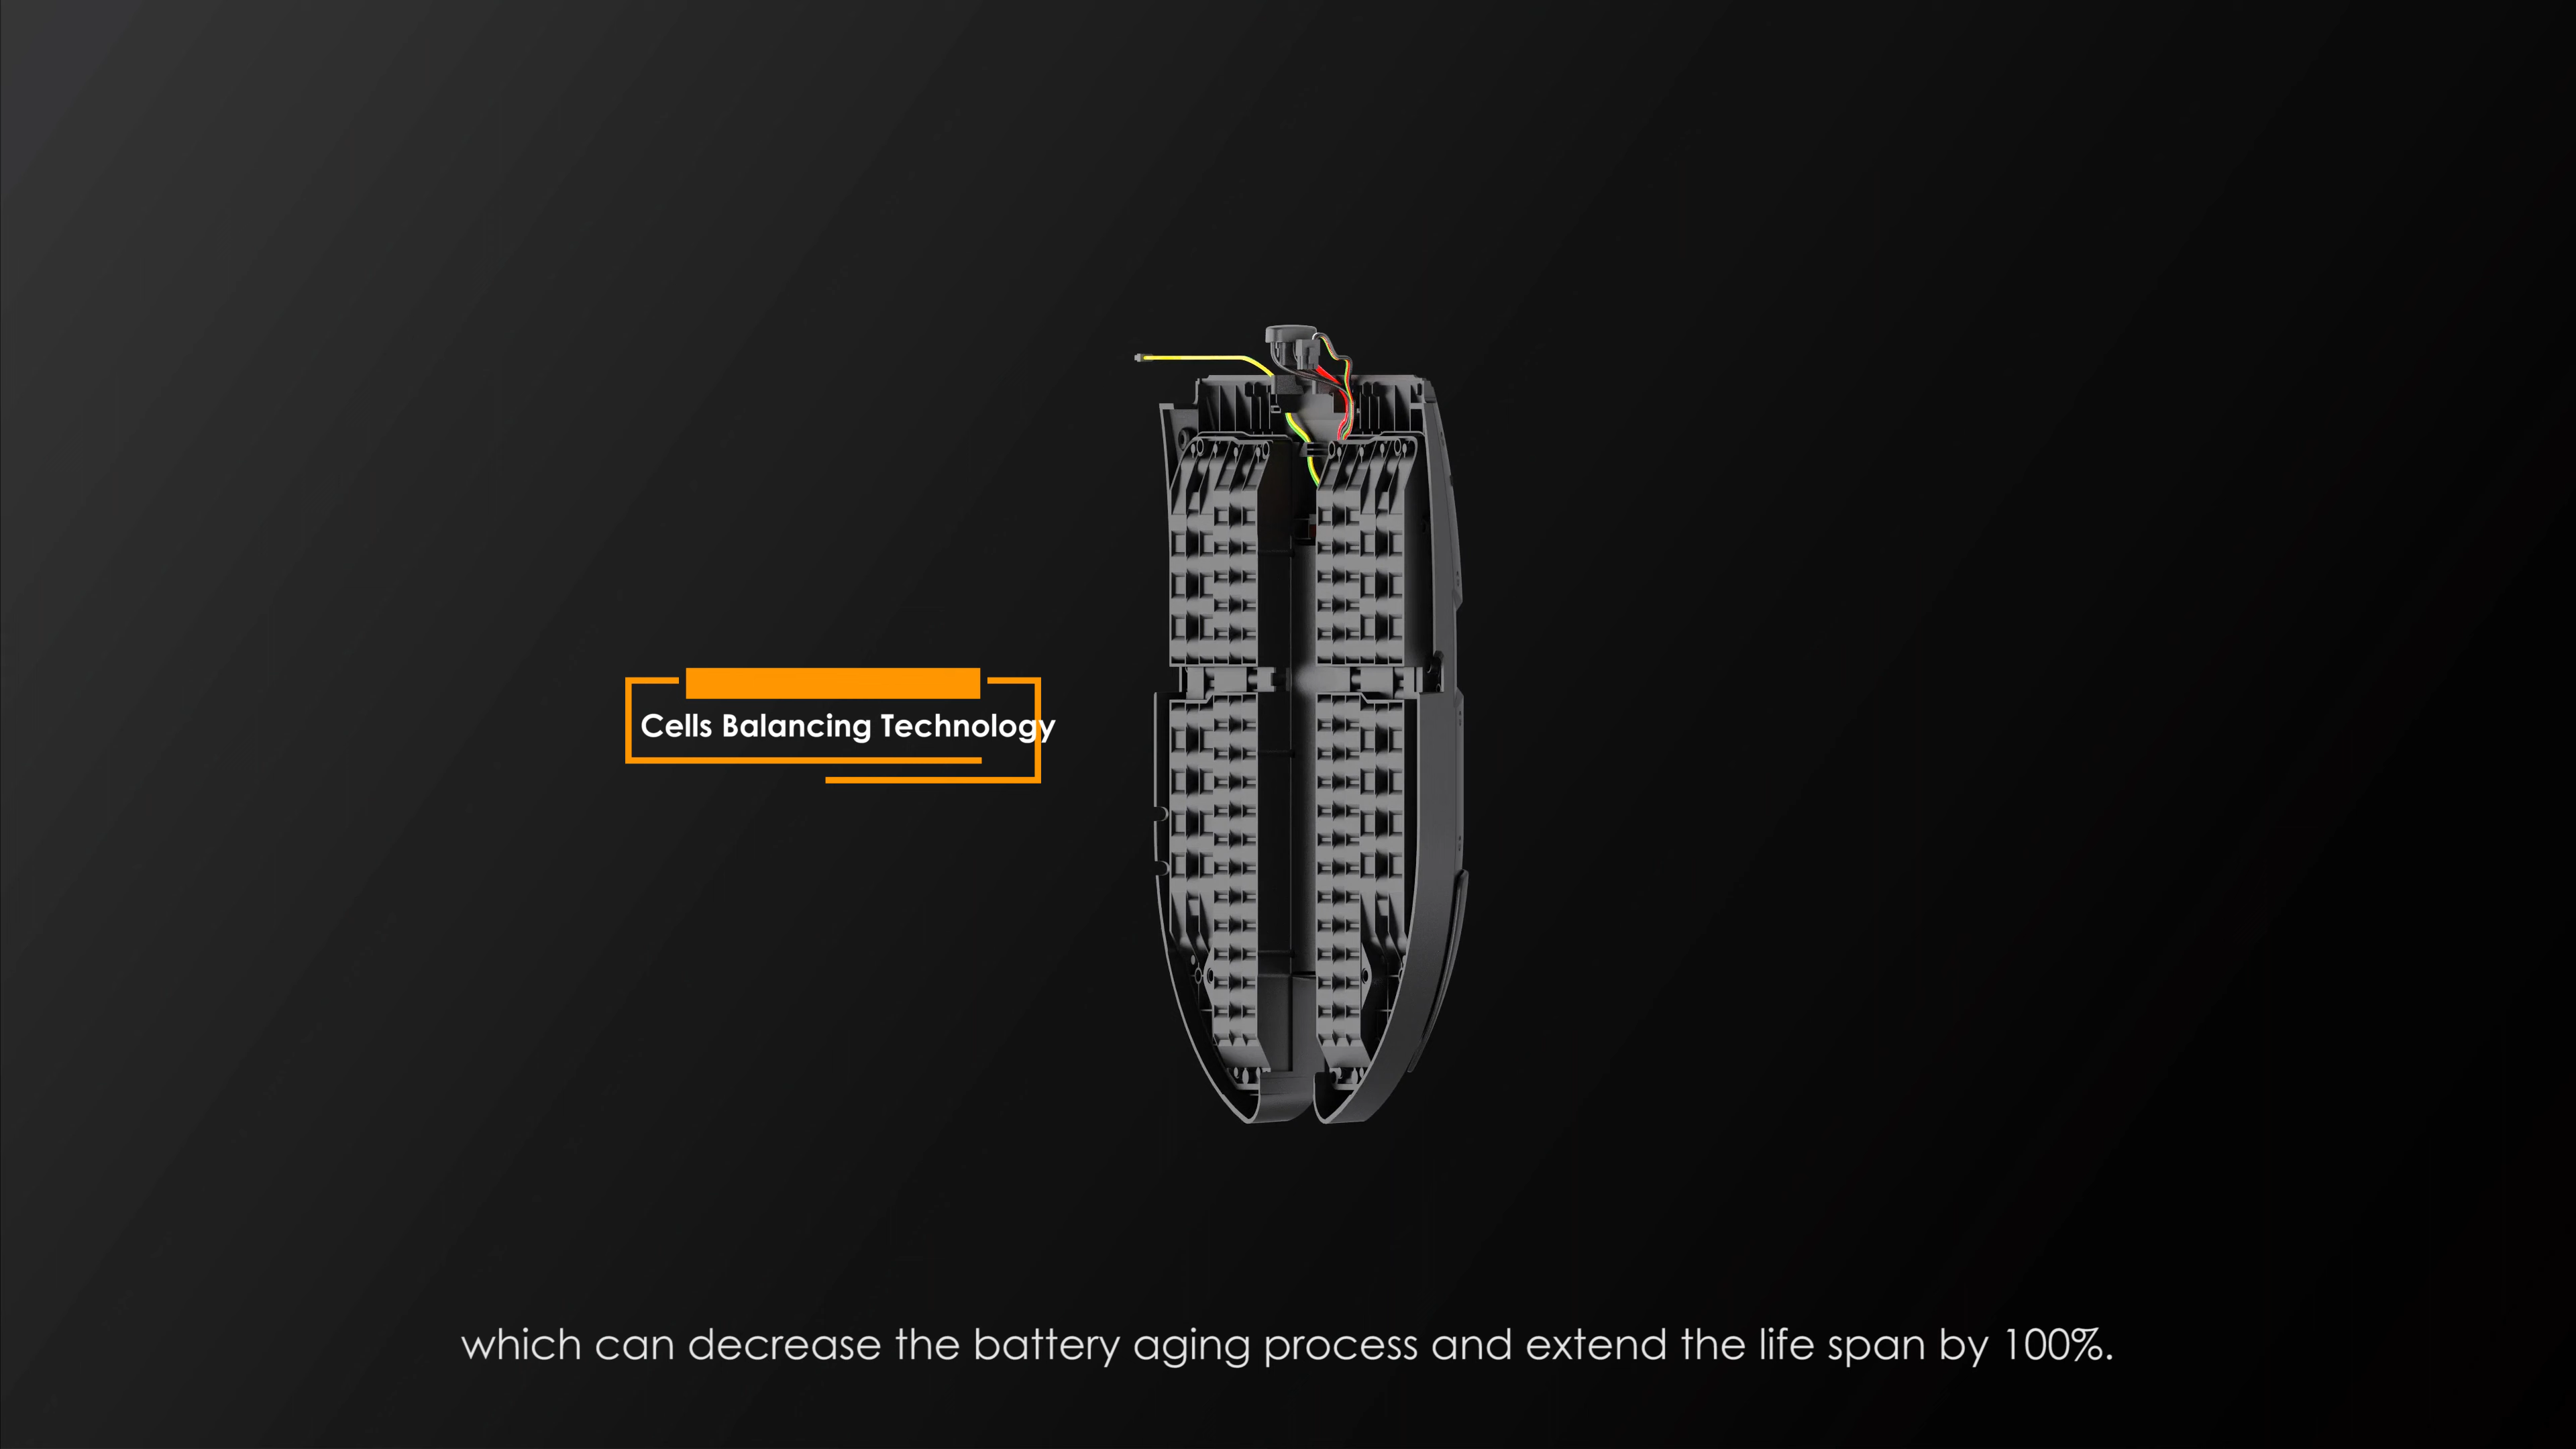 Cells Balancing Technology
which can decrease the battery aging process and extend the life span by 100%.